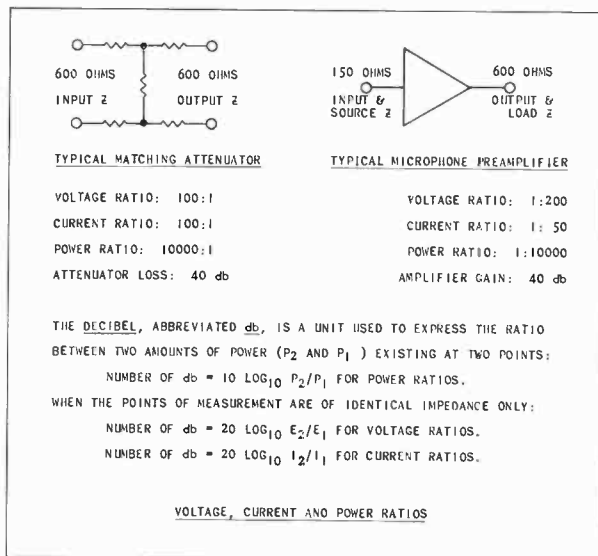 600 OHMS
INPUT Z
600 OHMS
OUTPUT Z
TYPICAL MATCHING ATTENUATOR
VOLTAGE RATIO: 100:1
CURRENT RATIO: 100:1
POWER RATIO: 10000:1
ATTENUATOR LOSS: 40 db
150 OHMS
INPUT &
SOURCE Z
600 OHMS
OUTPUT &
LOAD Z
TYPICAL MICROPHONE PREAMPLIFIER
VOLTAGE RATIO: 1:200
CURRENT RATIO: 1: 50
POWER RATIO: 1:10000
AMPLIFIER GAIN: 40 db
THE DECIBEL, ABBREVIATED db, IS A UNIT USED TO EXPRESS THE RATIO
BETWEEN TWO AMOUNTS OF POWER (P2 AND P1 ) EXISTING AT TWO POINTS:
NUMBER OF db = 10 LOG10 P2/P1 FOR POWER RATIOS.
WHEN THE POINTS OF MEASUREMENT ARE OF IDENTICAL IMPEDANCE ONLY:
NUMBER OF db = 20 LOG10 E2/E1 FOR VOLTAGE RATIOS.
NUMBER OF db = 20 LOG10 I2/I1 FOR CURRENT RATIOS.
VOLTAGE, CURRENT AND POWER RATIOS